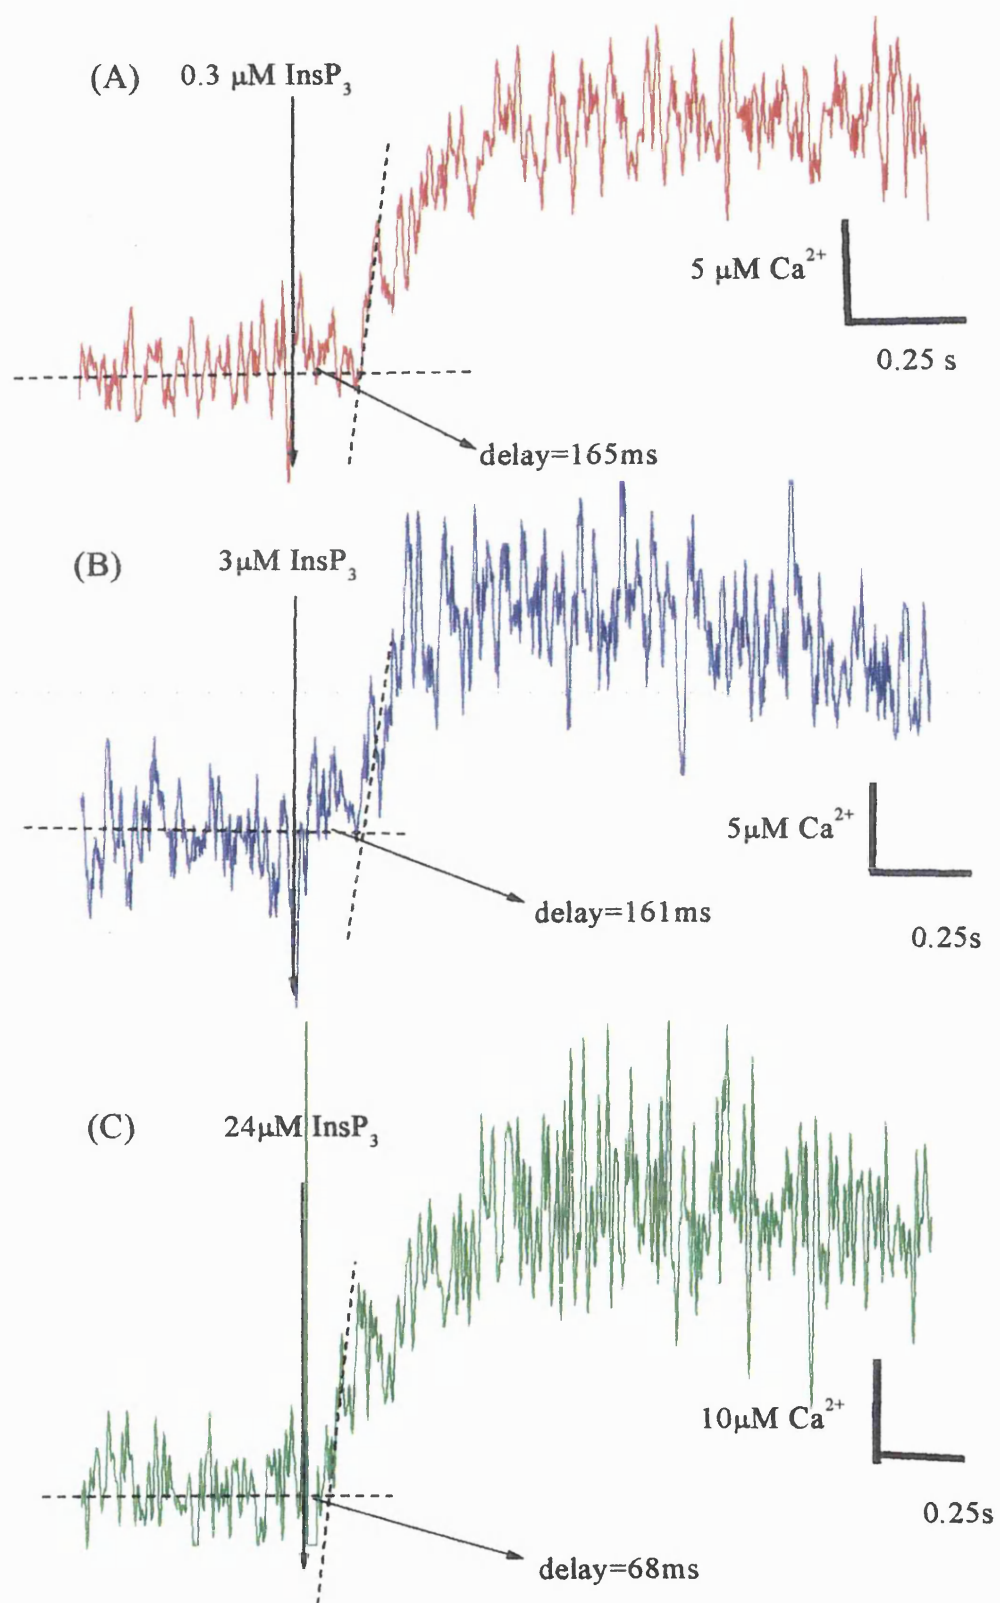 (A) 0.3 μM InsP₃
5 μM Ca²⁺
0.25 s
delay=165ms
(B) 3μM InsP₃
5μM Ca²⁺
delay=161ms
0.25s
(C) 24μM InsP₃
10μM Ca²⁺
0.25s
delay=68ms